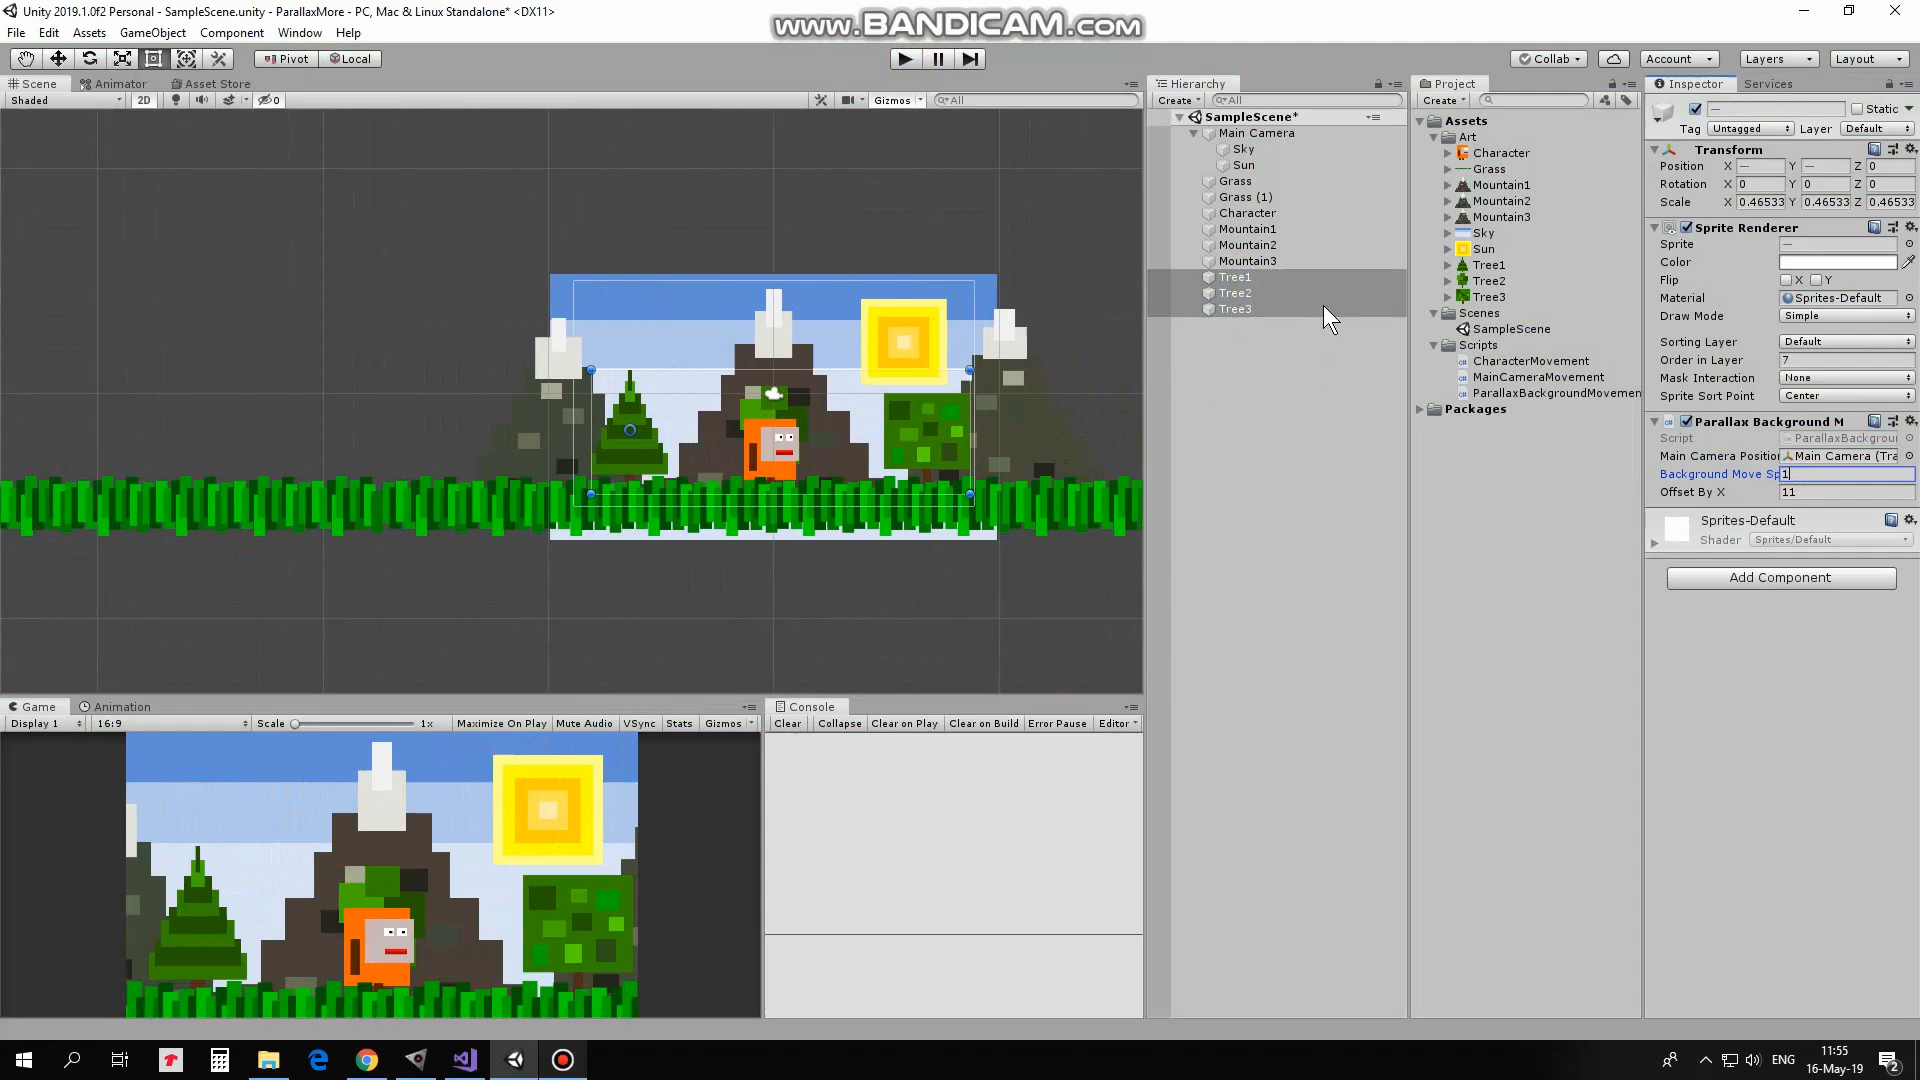 Unity 2019.1.0f2 Personal - SampleScene.unity - ParallaxMore - PC, Mac & Linux Standalone* <DX11>
www.BANDICAM.com
File Edit Assets GameObject Component Window Help
Pivot Local
Collab Account Layers Layout
Scene Animator Asset Store
Shaded 2D 0 Gizmos All
Hierarchy
Create All
SampleScene*
Main Camera
Sky
Sun
Grass
Grass (1)
Character
Mountain1
Mountain2
Mountain3
Tree1
Tree2
Tree3
Project
Create
Assets
Art
Character
Grass
Mountain1
Mountain2
Mountain3
Sky
Sun
Tree1
Tree2
Tree3
Scenes
SampleScene
Scripts
CharacterMovement
MainCameraMovement
ParallaxBackgroundMovemen
Packages
Inspector Services
— Static
Tag Untagged Layer Default
Transform
Position X — Y — Z 0
Rotation X 0 Y 0 Z 0
Scale X 0.46533 Y 0.46533 Z 0.46533
Sprite Renderer
Sprite —
Color
Flip X Y
Material Sprites-Default
Draw Mode Simple
Sorting Layer Default
Order in Layer 7
Mask Interaction None
Sprite Sort Point Center
Parallax Background M
Script ParallaxBackgrou
Main Camera Positio Main Camera (Tra
Background Move Sp 1
Offset By X 11
Sprites-Default
Shader Sprites/Default
Add Component
Game Animation
Display 1 16:9 Scale 1x Maximize On Play Mute Audio VSync Stats Gizmos
Console
Clear Collapse Clear on Play Clear on Build Error Pause Editor
ENG
11:55
16-May-19
2